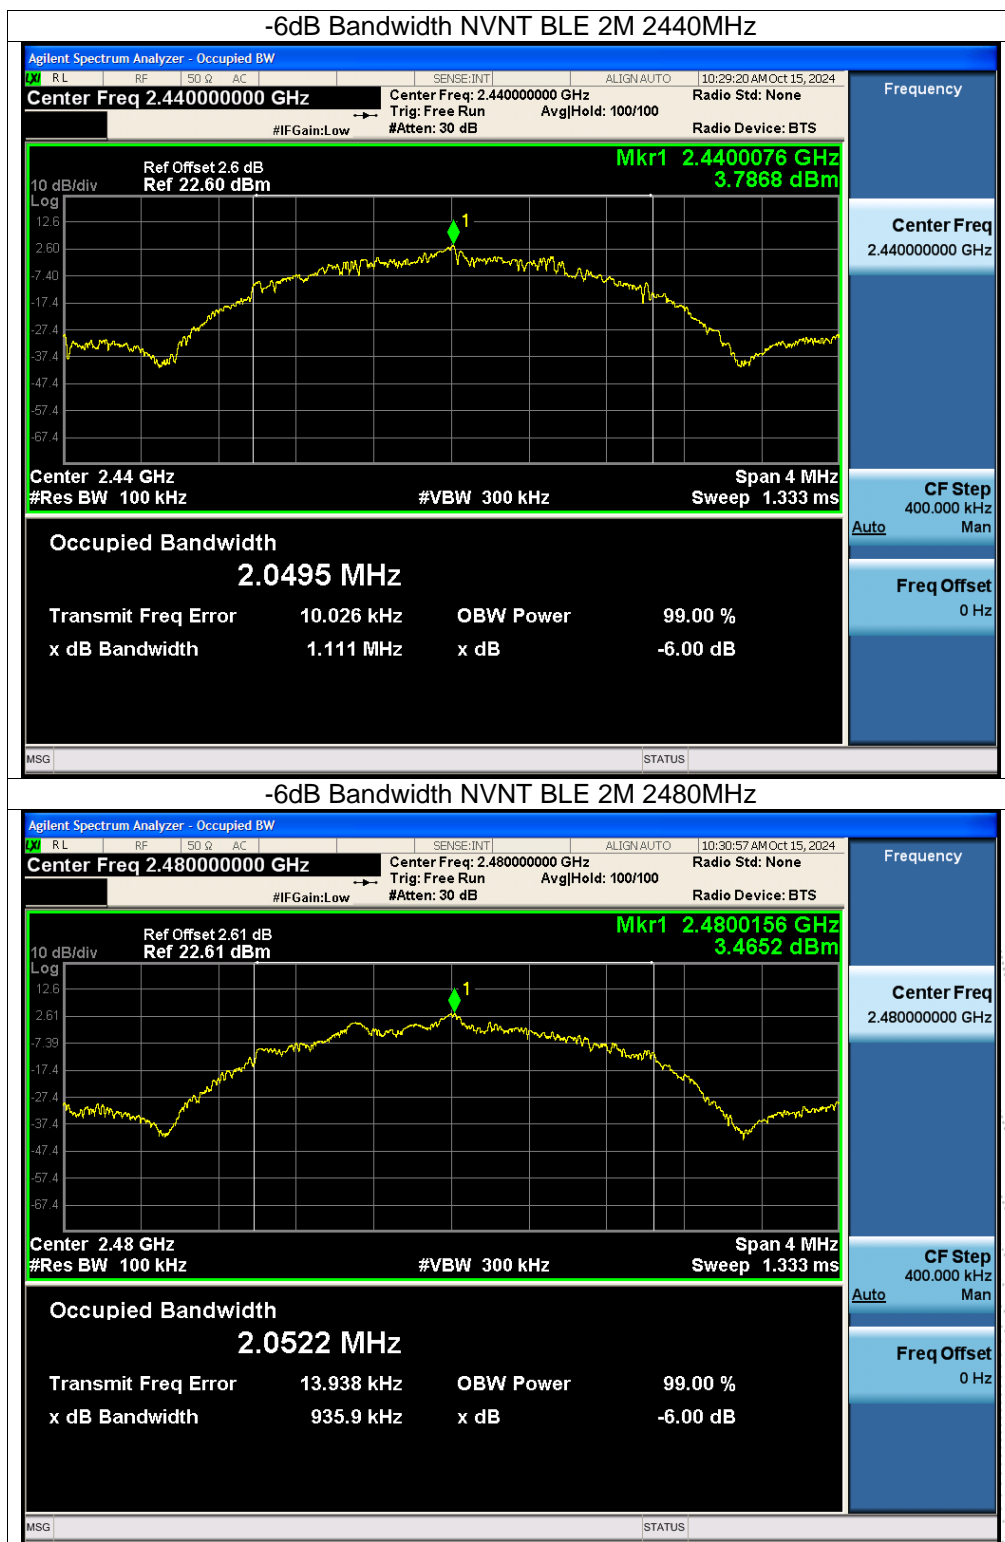 -6dB Bandwidth NVNT BLE 2M 2440MHz
Agilent Spectrum Analyzer - Occupied BW
LXI RL RF 50 Ω AC SENSE:INT ALIGN AUTO 10:29:20 AM Oct 15, 2024
Center Freq 2.440000000 GHz
Center Freq: 2.440000000 GHz
Radio Std: None
Trig: Free Run Avg|Hold: 100/100
#IFGain:Low
#Atten: 30 dB
Radio Device: BTS
Frequency
Mkr1 2.4400076 GHz
3.7868 dBm
Ref Offset 2.6 dB
10 dB/div Ref 22.60 dBm
Log
1
12.6
2.60
-7.40
-17.4
-27.4
-37.4
-47.4
-57.4
-67.4
Center 2.44 GHz Span 4 MHz
#Res BW 100 kHz #VBW 300 kHz Sweep 1.333 ms
Center Freq
2.440000000 GHz
CF Step
400.000 kHz
Auto Man
Freq Offset
0 Hz
Occupied Bandwidth
2.0495 MHz
Transmit Freq Error 10.026 kHz OBW Power 99.00 %
x dB Bandwidth 1.111 MHz x dB -6.00 dB
MSG STATUS
-6dB Bandwidth NVNT BLE 2M 2480MHz
Agilent Spectrum Analyzer - Occupied BW
LXI RL RF 50 Ω AC SENSE:INT ALIGN AUTO 10:30:57 AM Oct 15, 2024
Center Freq 2.480000000 GHz
Center Freq: 2.480000000 GHz
Radio Std: None
Trig: Free Run Avg|Hold: 100/100
#IFGain:Low
#Atten: 30 dB
Radio Device: BTS
Frequency
Mkr1 2.4800156 GHz
3.4652 dBm
Ref Offset 2.61 dB
10 dB/div Ref 22.61 dBm
Log
1
12.6
2.61
-7.39
-17.4
-27.4
-37.4
-47.4
-57.4
-67.4
Center 2.48 GHz Span 4 MHz
#Res BW 100 kHz #VBW 300 kHz Sweep 1.333 ms
Center Freq
2.480000000 GHz
CF Step
400.000 kHz
Auto Man
Freq Offset
0 Hz
Occupied Bandwidth
2.0522 MHz
Transmit Freq Error 13.938 kHz OBW Power 99.00 %
x dB Bandwidth 935.9 kHz x dB -6.00 dB
MSG STATUS